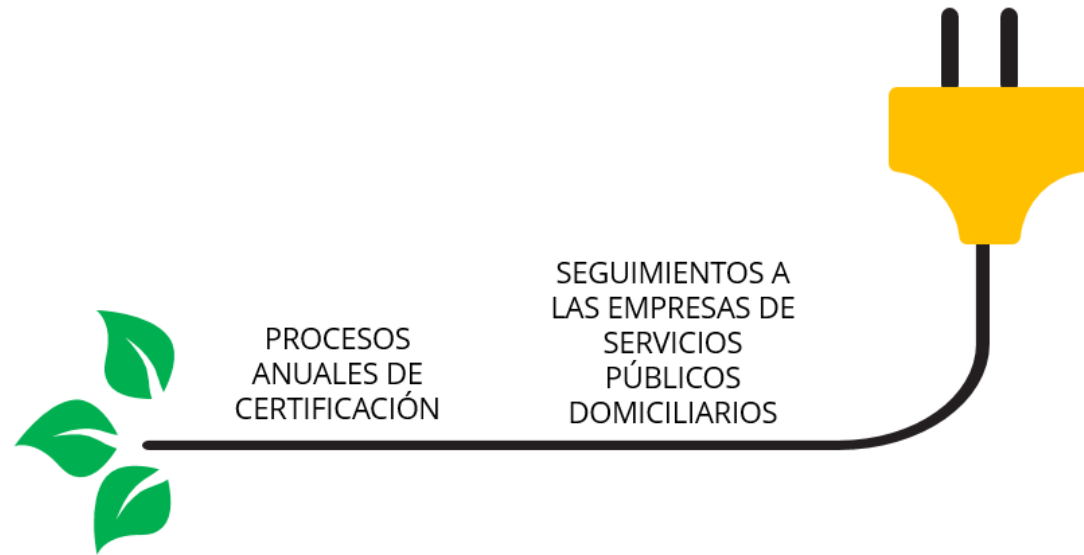 PROCESOS
ANUALES DE
CERTIFICACIÓN
SEGUIMIENTOS A
LAS EMPRESAS DE
SERVICIOS
PÚBLICOS
DOMICILIARIOS